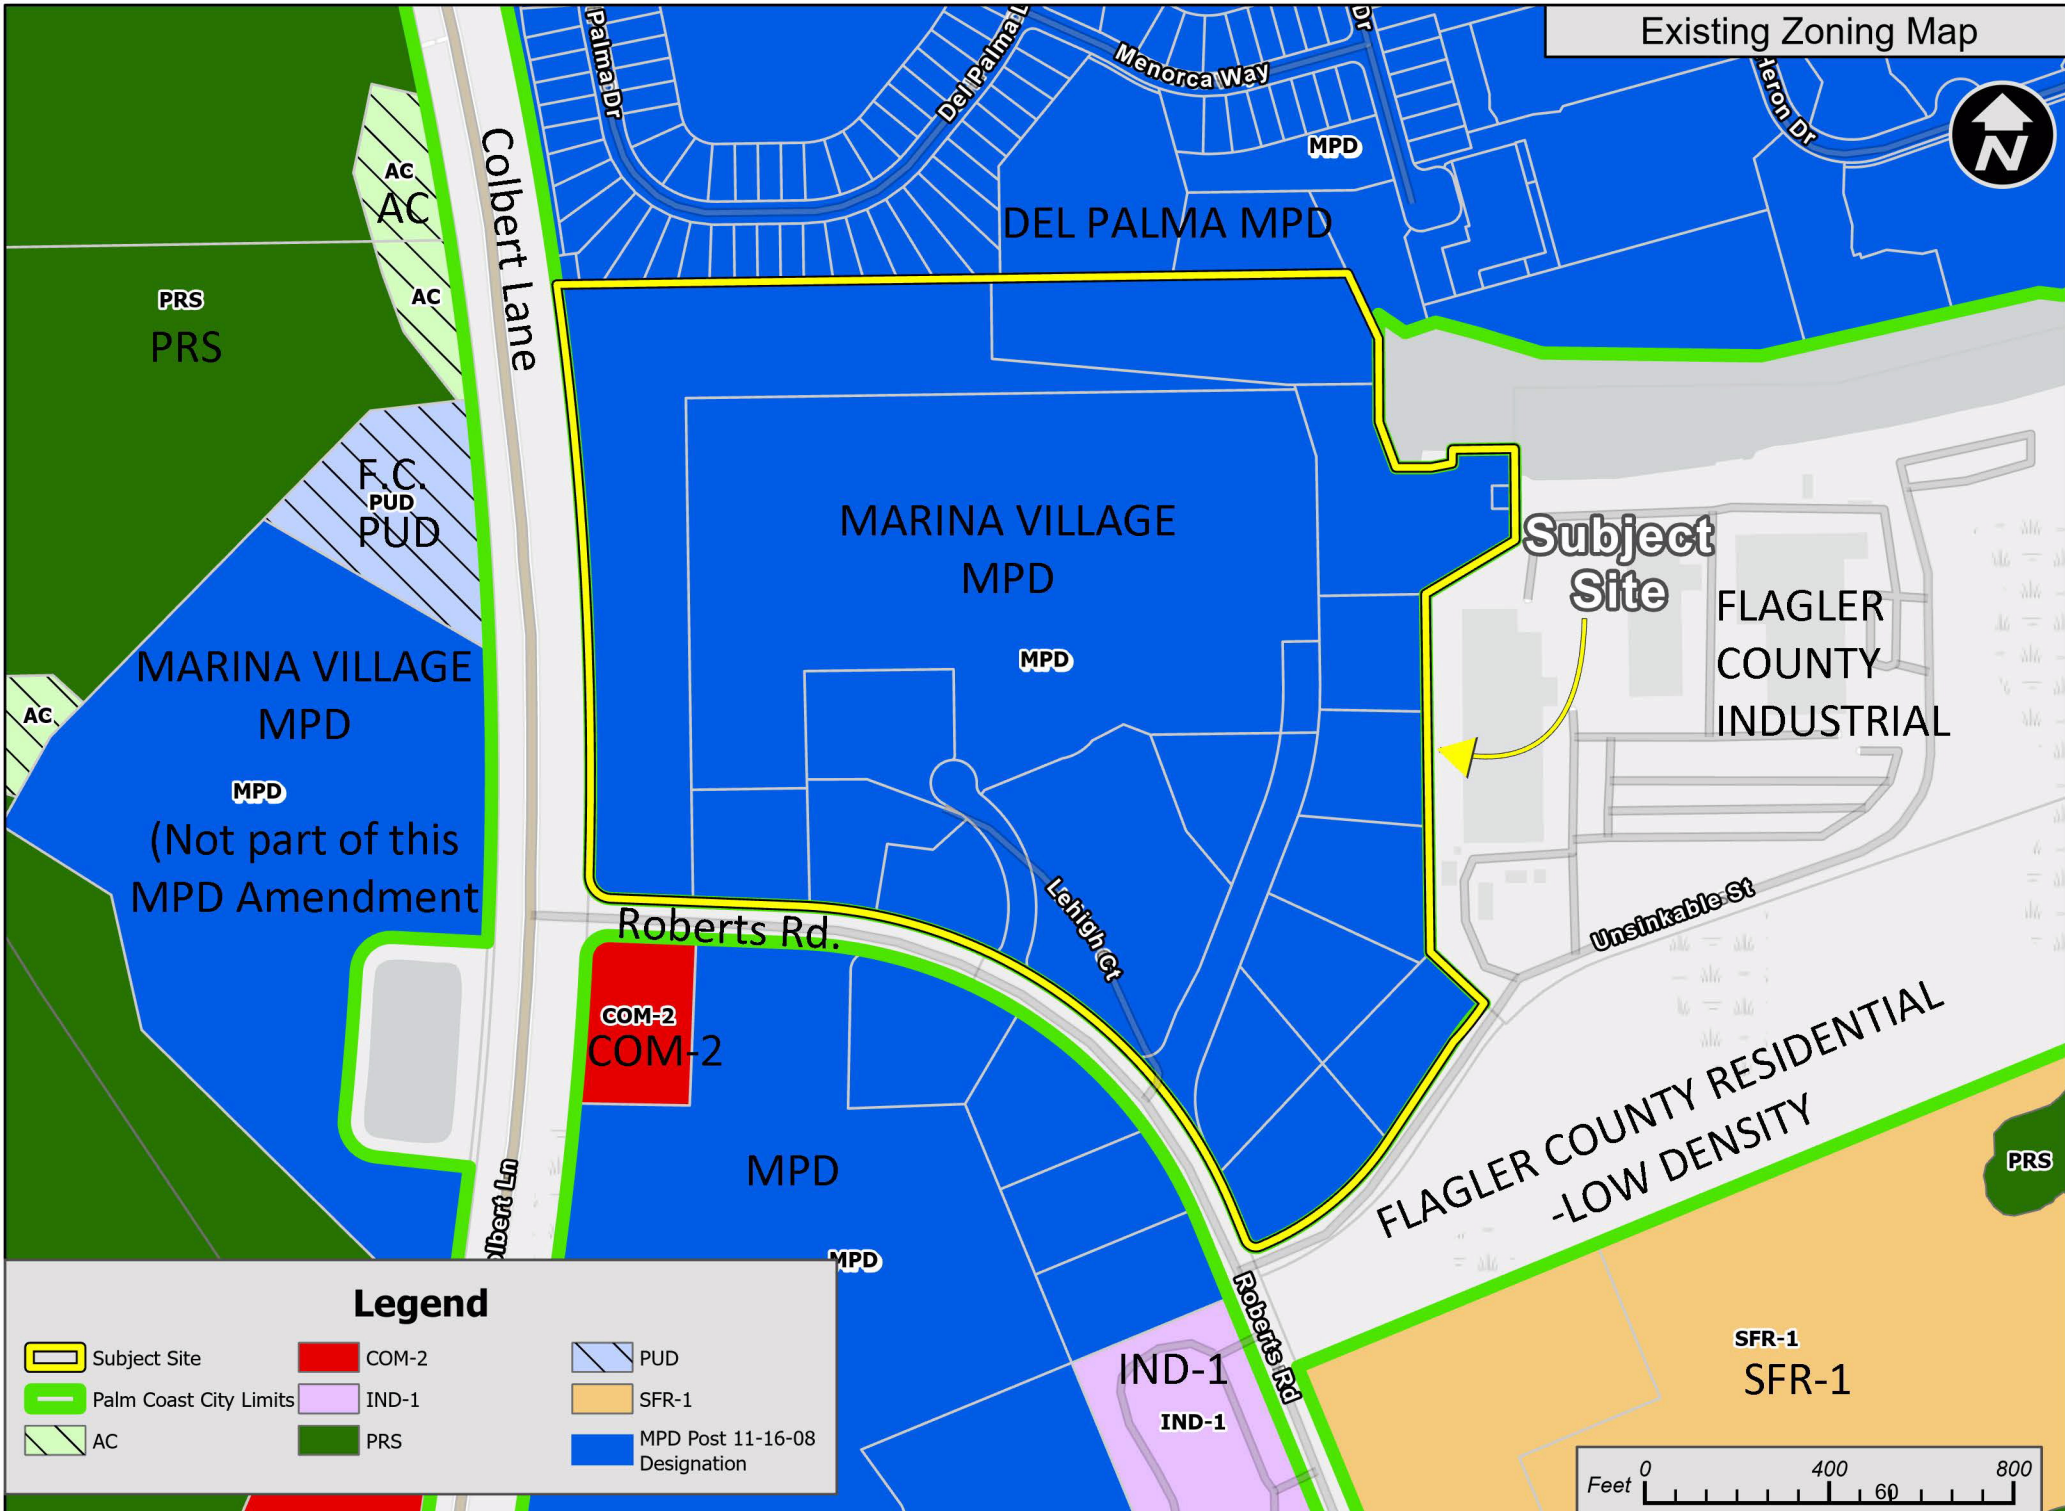 Existing Zoning Map
N
Palma Dr
Del Palma
Menorca Way
Dr
Heron Dr
MPD
AC
AC
Colbert Lane
DEL PALMA MPD
AC
PRS
PRS
F.C.
PUD
PUD
MARINA VILLAGE
MPD
MPD
Subject
Site
FLAGLER
COUNTY
INDUSTRIAL
MARINA VILLAGE
MPD
AC
MPD
(Not part of this
MPD Amendment
Roberts Rd.
Lehigh Ct
Unsinkable St
COM-2
COM-2
FLAGLER COUNTY RESIDENTIAL
-LOW DENSITY
PRS
MPD
olbert Ln
MPD
Roberts Rd
IND-1
IND-1
SFR-1
SFR-1
Legend
Subject Site
COM-2
PUD
Palm Coast City Limits
IND-1
SFR-1
AC
PRS
MPD Post 11-16-08
Designation
Feet
0 400 800
60